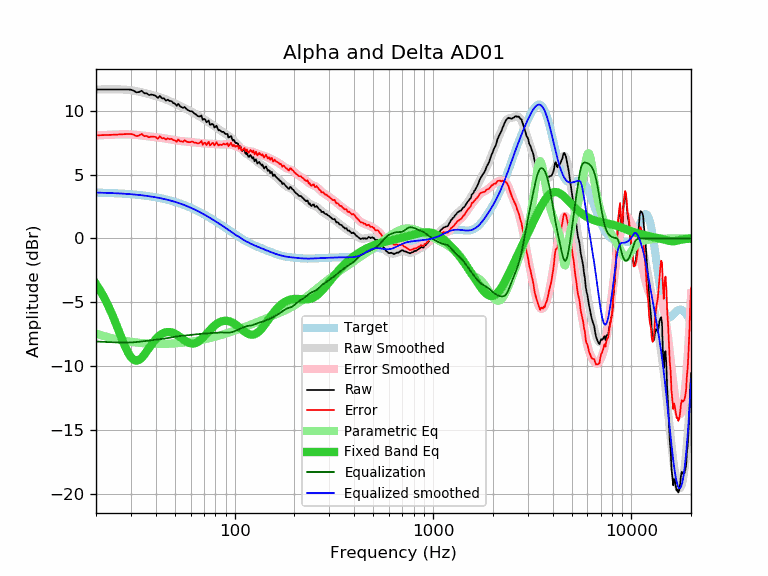 Alpha and Delta AD01
Amplitude (dBr)
10
5
0
−5
−10
−15
−20
Target
Raw Smoothed
Error Smoothed
Raw
Error
Parametric Eq
Fixed Band Eq
Equalization
Equalized smoothed
100 1000 10000
Frequency (Hz)